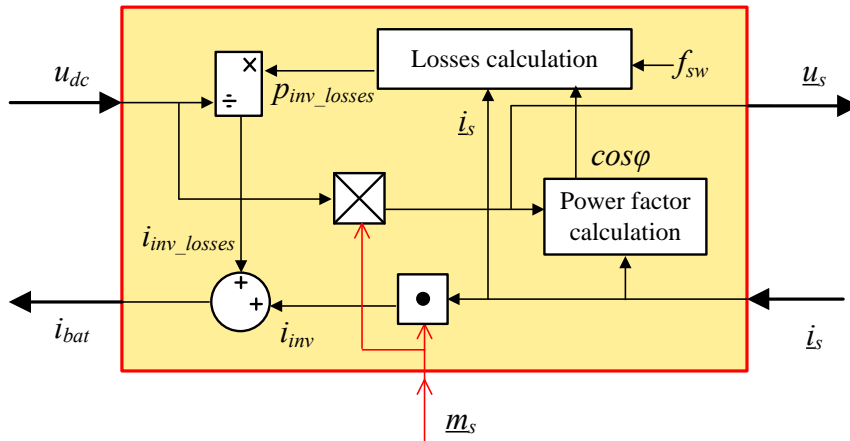 Losses calculation
u_dc
×
÷
p_inv_losses
f_sw
u_s
i_s
cosφ
Power factor
calculation
i_inv_losses
+
+
i_bat
i_inv
i_s
m_s